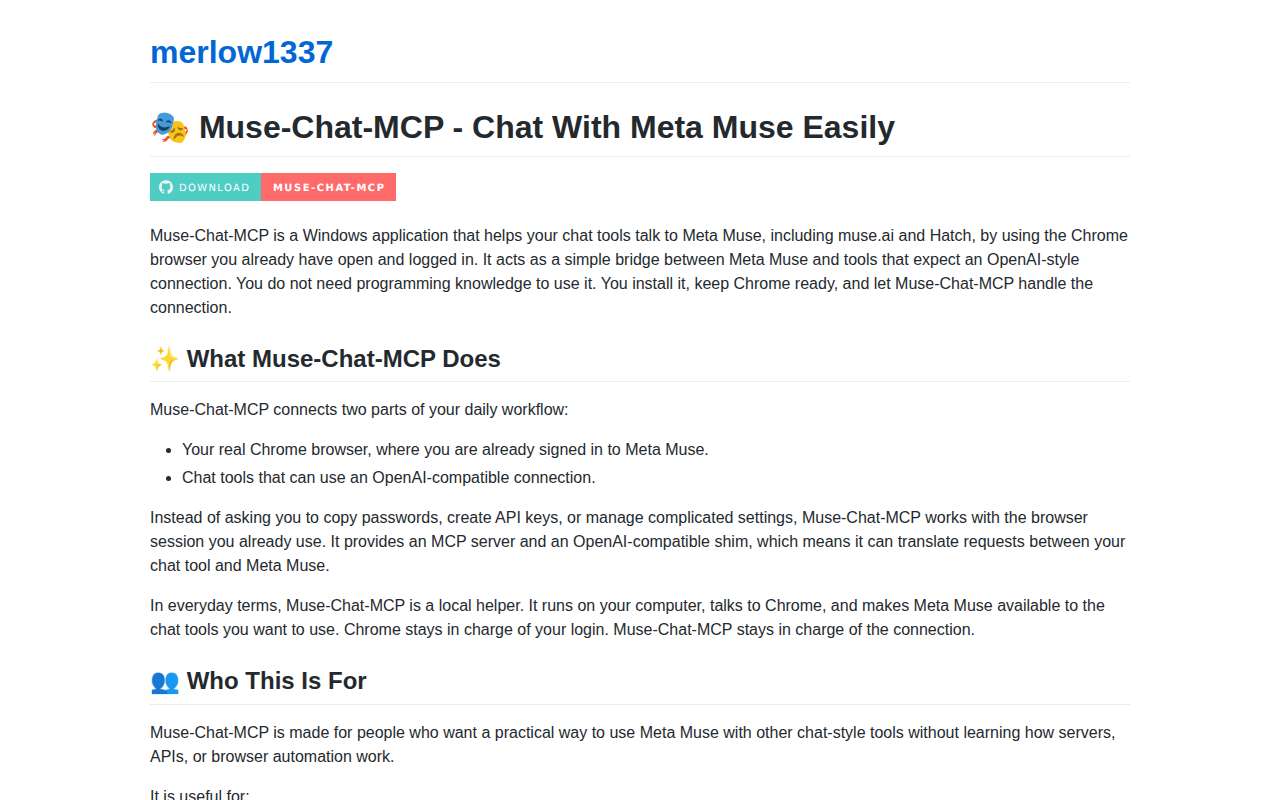 merlow1337
🎭 Muse-Chat-MCP - Chat With Meta Muse Easily
DOWNLOAD MUSE-CHAT-MCP
Muse-Chat-MCP is a Windows application that helps your chat tools talk to Meta Muse, including muse.ai and Hatch, by using the Chrome
browser you already have open and logged in. It acts as a simple bridge between Meta Muse and tools that expect an OpenAI-style
connection. You do not need programming knowledge to use it. You install it, keep Chrome ready, and let Muse-Chat-MCP handle the
connection.
✨ What Muse-Chat-MCP Does
Muse-Chat-MCP connects two parts of your daily workflow:
• Your real Chrome browser, where you are already signed in to Meta Muse.
• Chat tools that can use an OpenAI-compatible connection.
Instead of asking you to copy passwords, create API keys, or manage complicated settings, Muse-Chat-MCP works with the browser
session you already use. It provides an MCP server and an OpenAI-compatible shim, which means it can translate requests between your
chat tool and Meta Muse.
In everyday terms, Muse-Chat-MCP is a local helper. It runs on your computer, talks to Chrome, and makes Meta Muse available to the
chat tools you want to use. Chrome stays in charge of your login. Muse-Chat-MCP stays in charge of the connection.
👥 Who This Is For
Muse-Chat-MCP is made for people who want a practical way to use Meta Muse with other chat-style tools without learning how servers,
APIs, or browser automation work.
It is useful for: